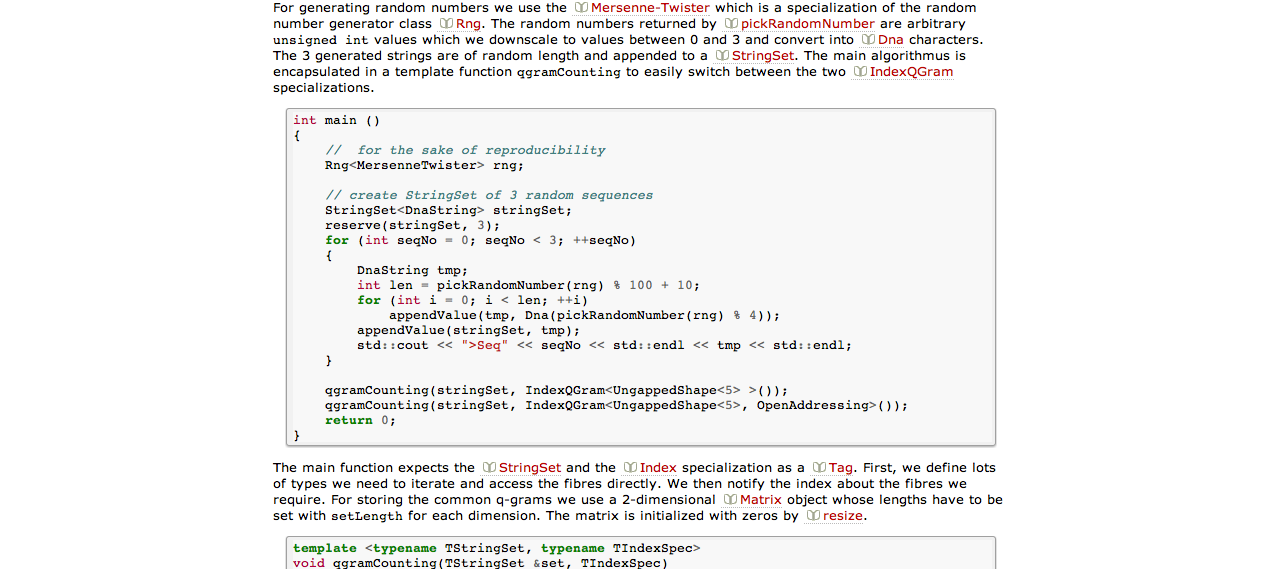 For generating random numbers we use the Mersenne-Twister which is a specialization of the random
number generator class Rng. The random numbers returned by pickRandomNumber are arbitrary
unsigned int values which we downscale to values between 0 and 3 and convert into Dna characters.
The 3 generated strings are of random length and appended to a StringSet. The main algorithmus is
encapsulated in a template function qgramCounting to easily switch between the two IndexQGram
specializations.
int main ()
{
    //  for the sake of reproducibility
    Rng<MersenneTwister> rng;

    // create StringSet of 3 random sequences
    StringSet<DnaString> stringSet;
    reserve(stringSet, 3);
    for (int seqNo = 0; seqNo < 3; ++seqNo)
    {
        DnaString tmp;
        int len = pickRandomNumber(rng) % 100 + 10;
        for (int i = 0; i < len; ++i)
            appendValue(tmp, Dna(pickRandomNumber(rng) % 4));
        appendValue(stringSet, tmp);
        std::cout << ">Seq" << seqNo << std::endl << tmp << std::endl;
    }

    qgramCounting(stringSet, IndexQGram<UngappedShape<5> >());
    qgramCounting(stringSet, IndexQGram<UngappedShape<5>, OpenAddressing>());
    return 0;
}
The main function expects the StringSet and the Index specialization as a Tag. First, we define lots
of types we need to iterate and access the fibres directly. We then notify the index about the fibres we
require. For storing the common q-grams we use a 2-dimensional Matrix object whose lengths have to be
set with setLength for each dimension. The matrix is initialized with zeros by resize.
template <typename TStringSet, typename TIndexSpec>
void qgramCounting(TStringSet &set, TIndexSpec)